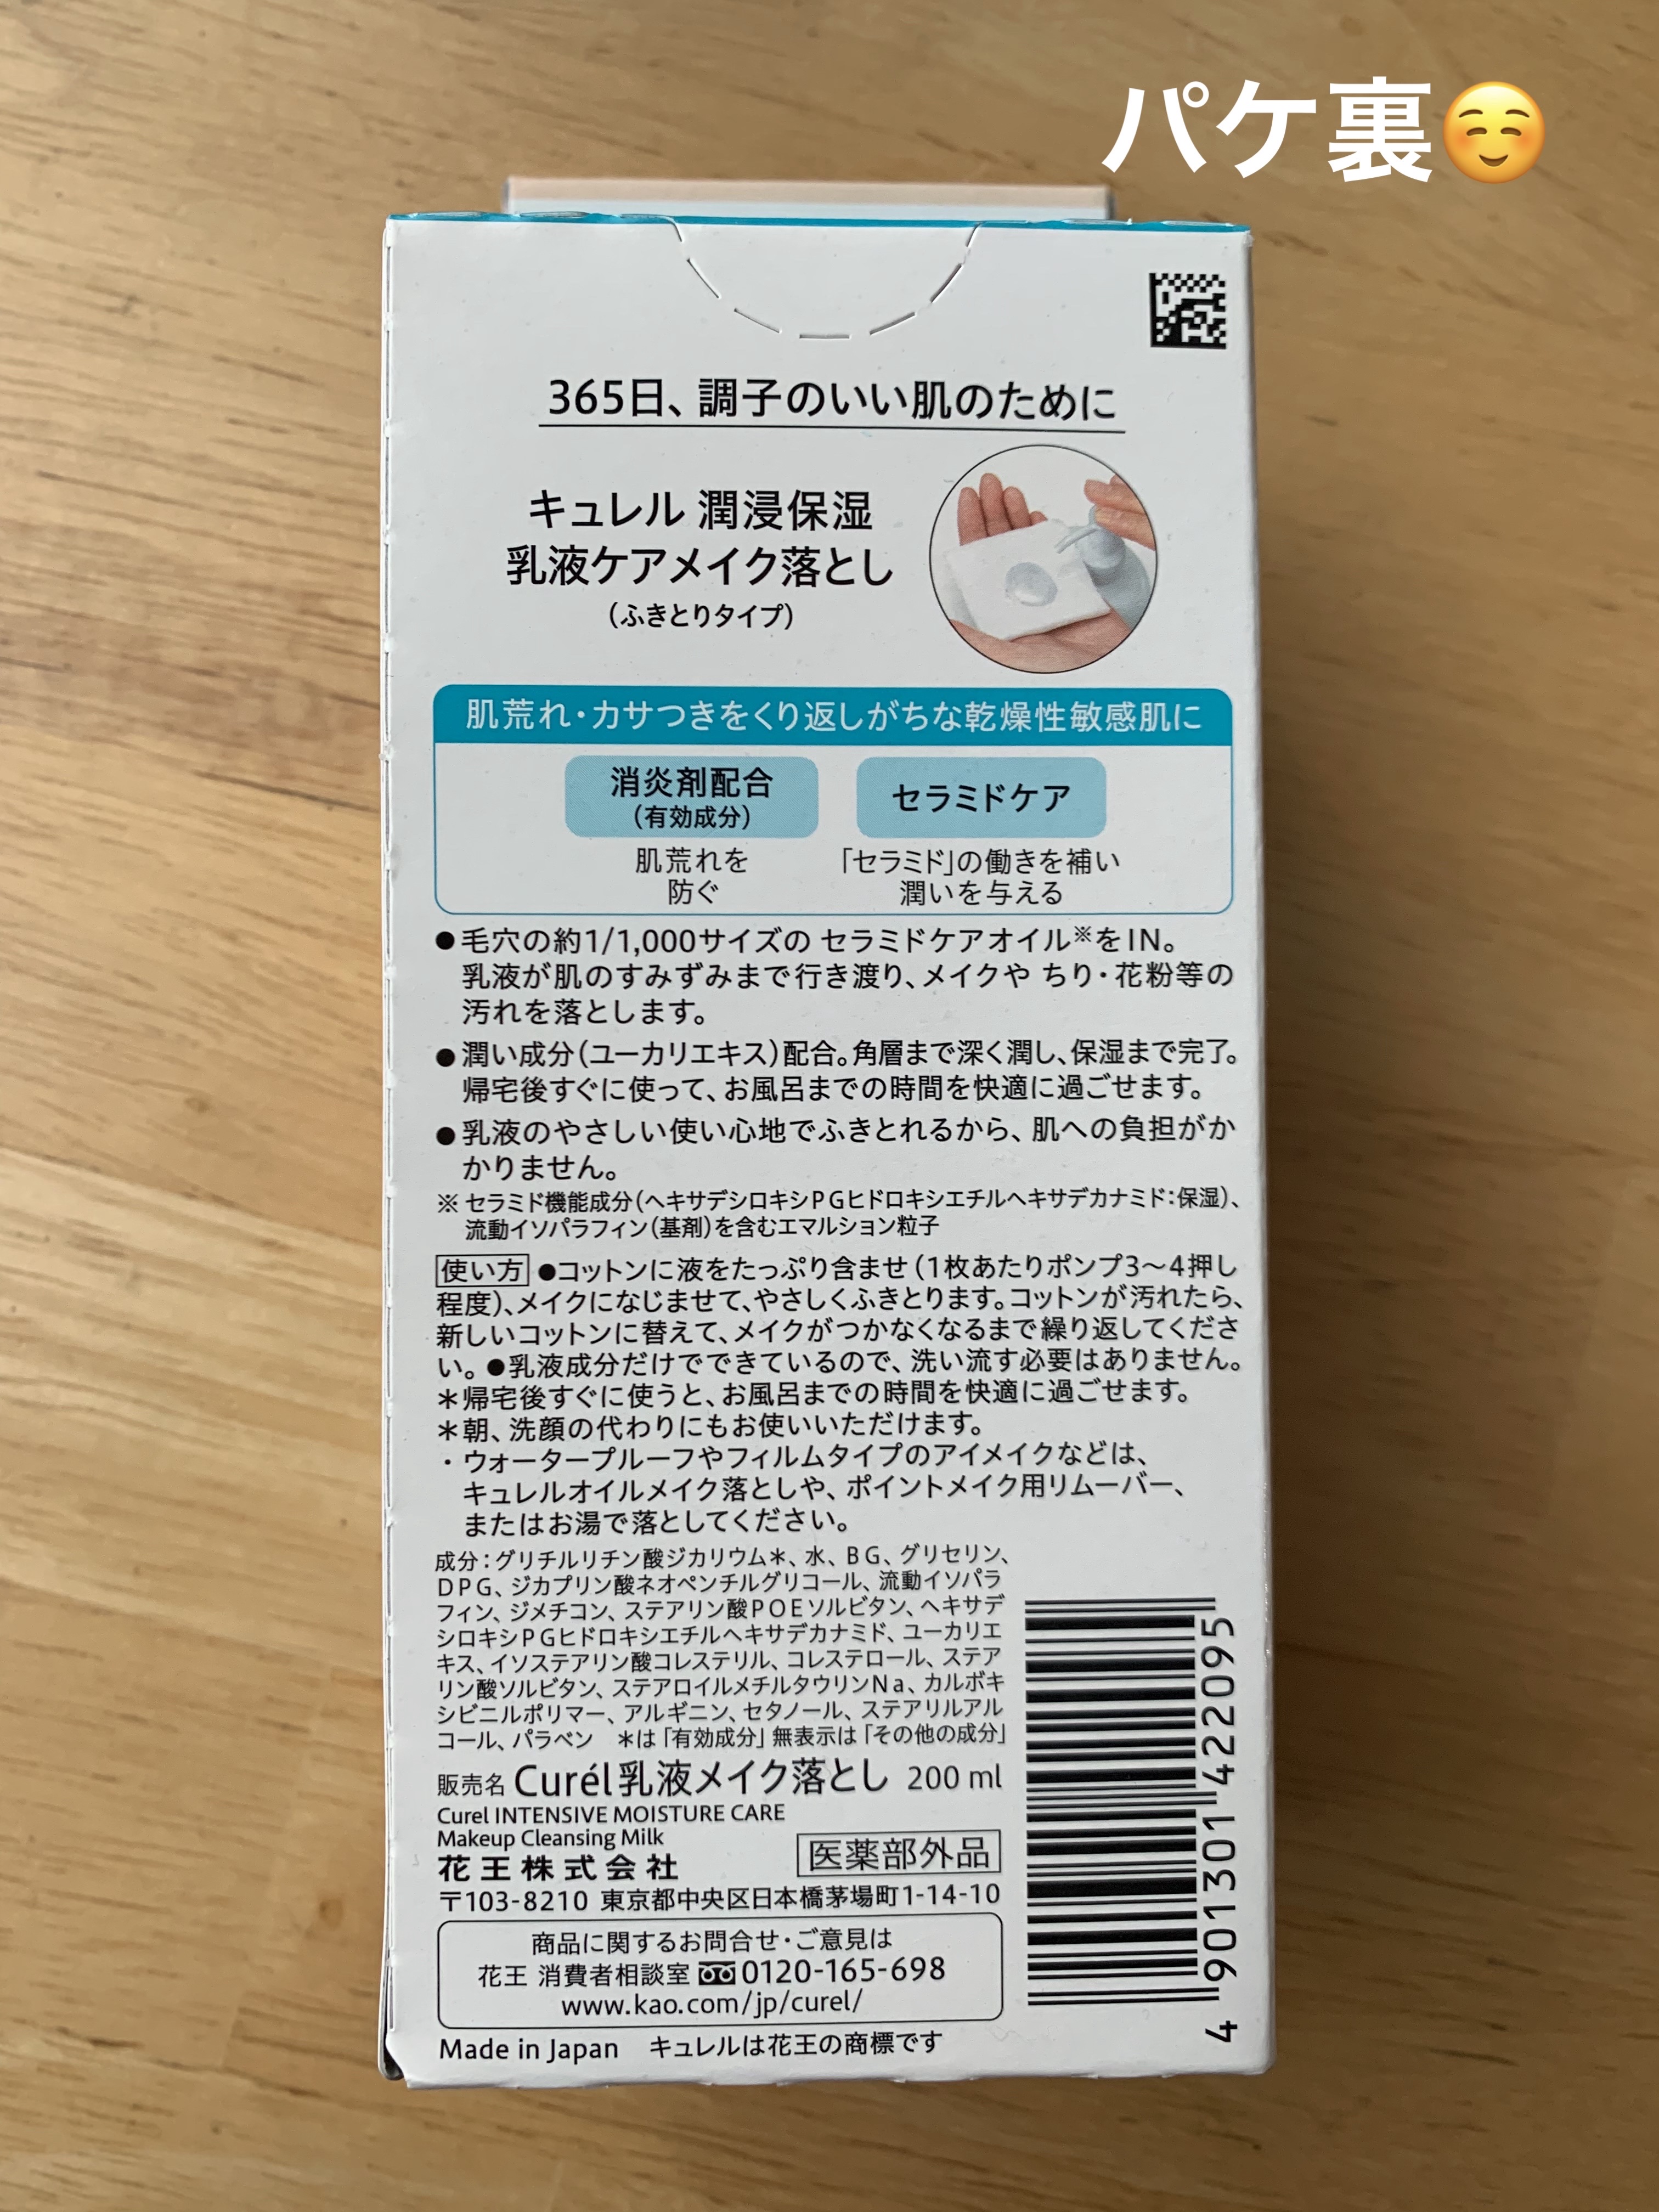 パケ裏☺️
365日、調子のいい肌のために
キュレル 潤浸保湿
乳液ケアメイク落とし
(ふきとりタイプ)
肌荒れ・カサつきをくり返しがちな乾燥性敏感肌に
消炎剤配合
(有効成分)
肌荒れを
防ぐ
セラミドケア
「セラミド」の働きを補い
潤いを与える
●毛穴の約1/1,000サイズの セラミドケアオイル※をIN。
乳液が肌のすみずみまで行き渡り、メイクや ちり・花粉等の
汚れを落とします。
●潤い成分(ユーカリエキス)配合。角層まで深く潤し、保湿まで完了。
帰宅後すぐに使って、お風呂までの時間を快適に過ごせます。
●乳液のやさしい使い心地でふきとれるから、肌への負担がか
かりません。
※ セラミド機能成分(ヘキサデシロキシPGヒドロキシエチルヘキサデカナミド:保湿)、
流動イソパラフィン(基剤)を含むエマルション粒子
使い方 ●コットンに液をたっぷり含ませ(1枚あたりポンプ3〜4押し
程度)、メイクになじませて、やさしくふきとります。コットンが汚れたら、
新しいコットンに替えて、メイクがつかなくなるまで繰り返してくださ
い。●乳液成分だけでできているので、洗い流す必要はありません。
＊帰宅後すぐに使うと、お風呂までの時間を快適に過ごせます。
＊朝、洗顔の代わりにもお使いいただけます。
・ウォータープルーフやフィルムタイプのアイメイクなどは、
キュレルオイルメイク落としや、ポイントメイク用リムーバー、
またはお湯で落としてください。
成分:グリチルリチン酸ジカリウム＊、水、BG、グリセリン、
DPG、ジカプリン酸ネオペンチルグリコール、流動イソパラ
フィン、ジメチコン、ステアリン酸POEソルビタン、ヘキサデ
シロキシPGヒドロキシエチルヘキサデカナミド、ユーカリエ
キス、イソステアリン酸コレステリル、コレステロール、ステア
リン酸ソルビタン、ステアロイルメチルタウリンNa、カルボキ
シビニルポリマー、アルギニン、セタノール、ステアリルアル
コール、パラベン ＊は「有効成分」無表示は「その他の成分」
販売名 Curél乳液メイク落とし 200 ml
Curel INTENSIVE MOISTURE CARE
Makeup Cleansing Milk
花王株式会社
医薬部外品
〒103-8210 東京都中央区日本橋茅場町1-14-10
商品に関するお問合せ・ご意見は
花王 消費者相談室 0120-165-698
www.kao.com/jp/curel/
Made in Japan キュレルは花王の商標です
4 901301 422095